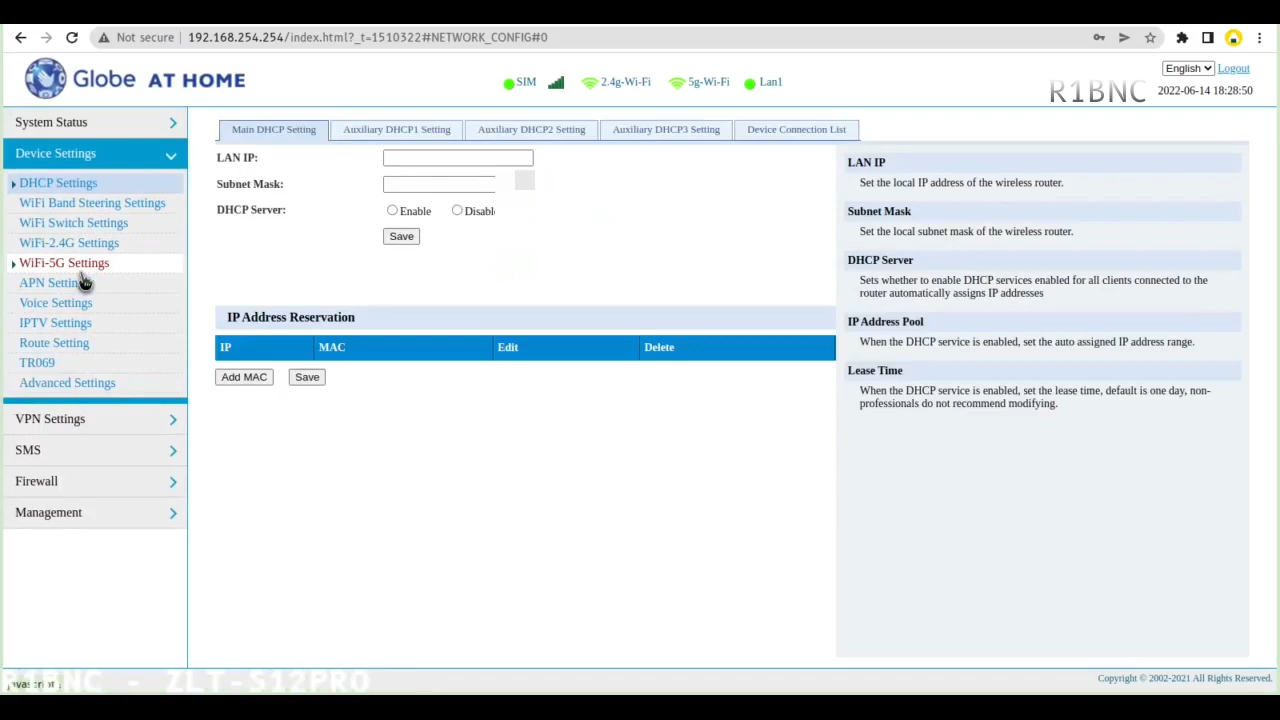 Not secure | 192.168.254.254/index.html?_t=1510322#NETWORK_CONFIG#0
Globe AT HOME
SIM 2.4g-Wi-Fi 5g-Wi-Fi Lan1
English Logout
R1BNC 2022-06-14 18:28:50
System Status
Device Settings
DHCP Settings
WiFi Band Steering Settings
WiFi Switch Settings
WiFi-2.4G Settings
WiFi-5G Settings
APN Settin
Voice Settings
IPTV Settings
Route Setting
TR069
Advanced Settings
VPN Settings
SMS
Firewall
Management
Main DHCP Setting Auxiliary DHCP1 Setting Auxiliary DHCP2 Setting Auxiliary DHCP3 Setting Device Connection List
LAN IP:
Subnet Mask:
DHCP Server: Enable Disabl
Save
IP Address Reservation
IP MAC Edit Delete
Add MAC Save
LAN IP
Set the local IP address of the wireless router.
Subnet Mask
Set the local subnet mask of the wireless router.
DHCP Server
Sets whether to enable DHCP services enabled for all clients connected to the
router automatically assigns IP addresses
IP Address Pool
When the DHCP service is enabled, set the auto assigned IP address range.
Lease Time
When the DHCP service is enabled, set the lease time, default is one day, non-
professionals do not recommend modifying.
R1BNC - ZLT-S12PRO
Copyright © 2002-2021 All Rights Reserved.